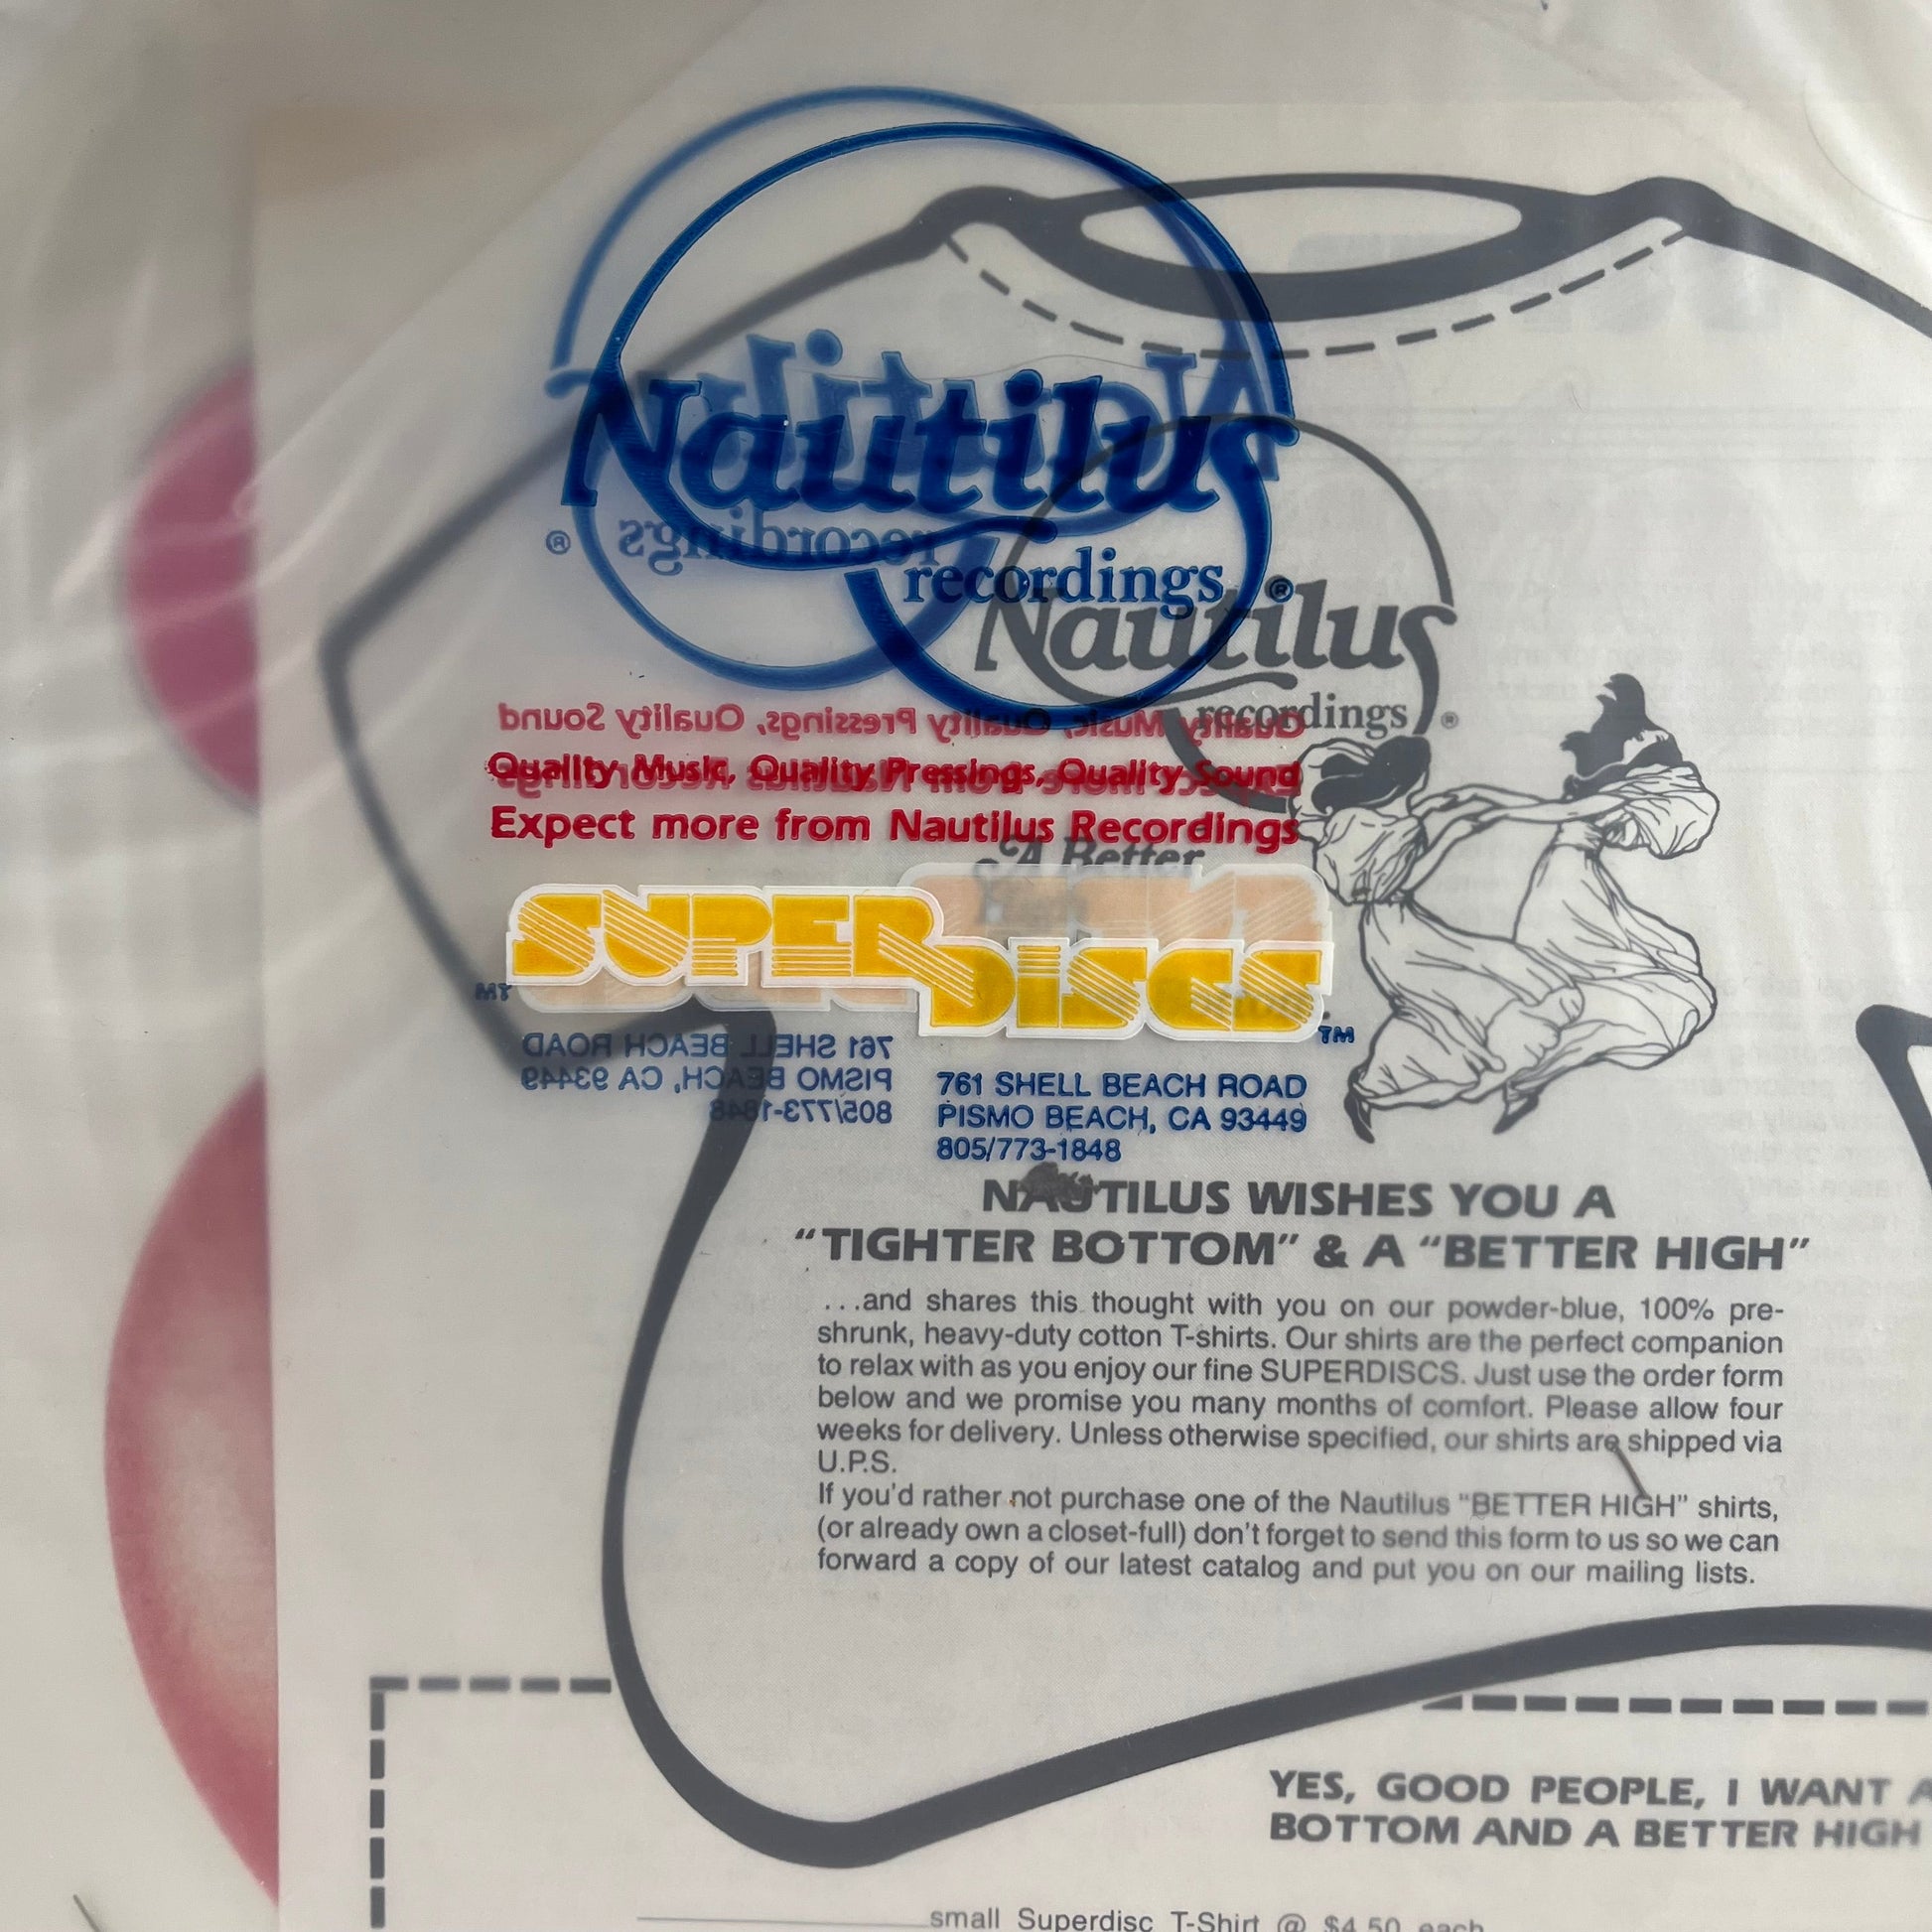 Nautilus
recordings ®
Nautilus
recordings ®
Quality Music, Quality Pressings, Quality Sound
Expect more from Nautilus Recordings
A Better
SUPER
DISCS TM
761 SHELL BEACH ROAD
PISMO BEACH, CA 93449
805/773-1848
NAUTILUS WISHES YOU A
“TIGHTER BOTTOM” & A “BETTER HIGH”
...and shares this thought with you on our powder-blue, 100% pre-
shrunk, heavy-duty cotton T-shirts. Our shirts are the perfect companion
to relax with as you enjoy our fine SUPERDISCS. Just use the order form
below and we promise you many months of comfort. Please allow four
weeks for delivery. Unless otherwise specified, our shirts are shipped via
U.P.S.
If you’d rather not purchase one of the Nautilus “BETTER HIGH” shirts,
(or already own a closet-full) don’t forget to send this form to us so we can
forward a copy of our latest catalog and put you on our mailing lists.
YES, GOOD PEOPLE, I WANT A
BOTTOM AND A BETTER HIGH
small Superdisc T-Shirt @ $4.50 each